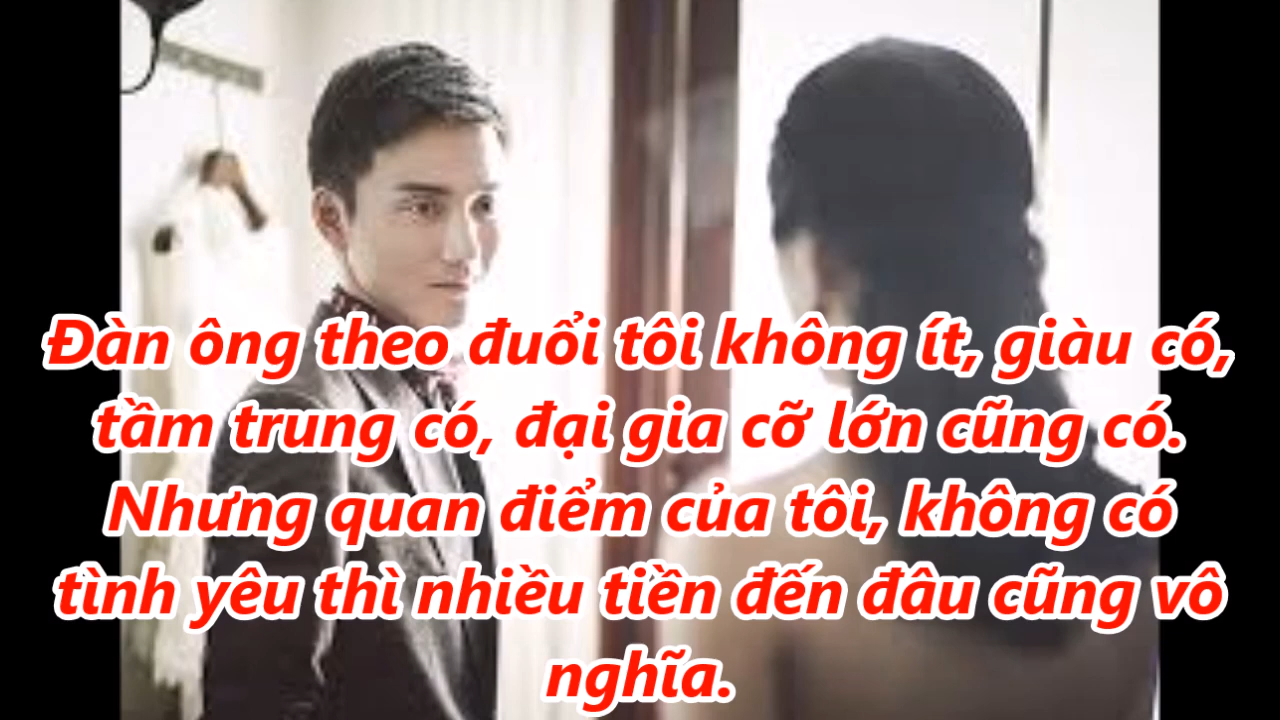 Đàn ông theo đuổi tôi không ít, giàu có,
tầm trung có, đại gia cỡ lớn cũng có.
Nhưng quan điểm của tôi, không có
tình yêu thì nhiều tiền đến đâu cũng vô
nghĩa.